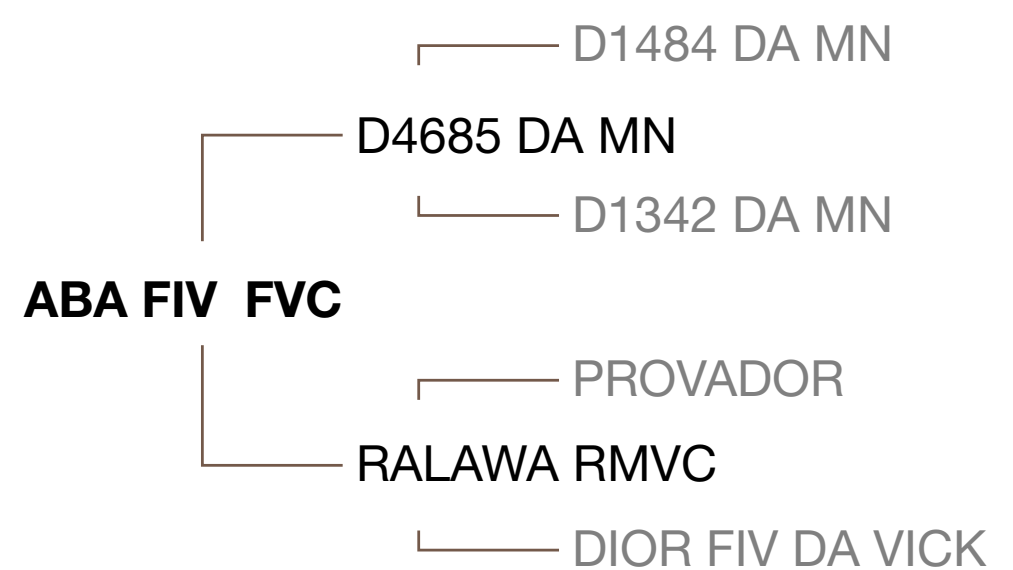 D1484 DA MN
D4685 DA MN
D1342 DA MN
ABA FIV  FVC
PROVADOR
RALAWA RMVC
DIOR FIV DA VICK